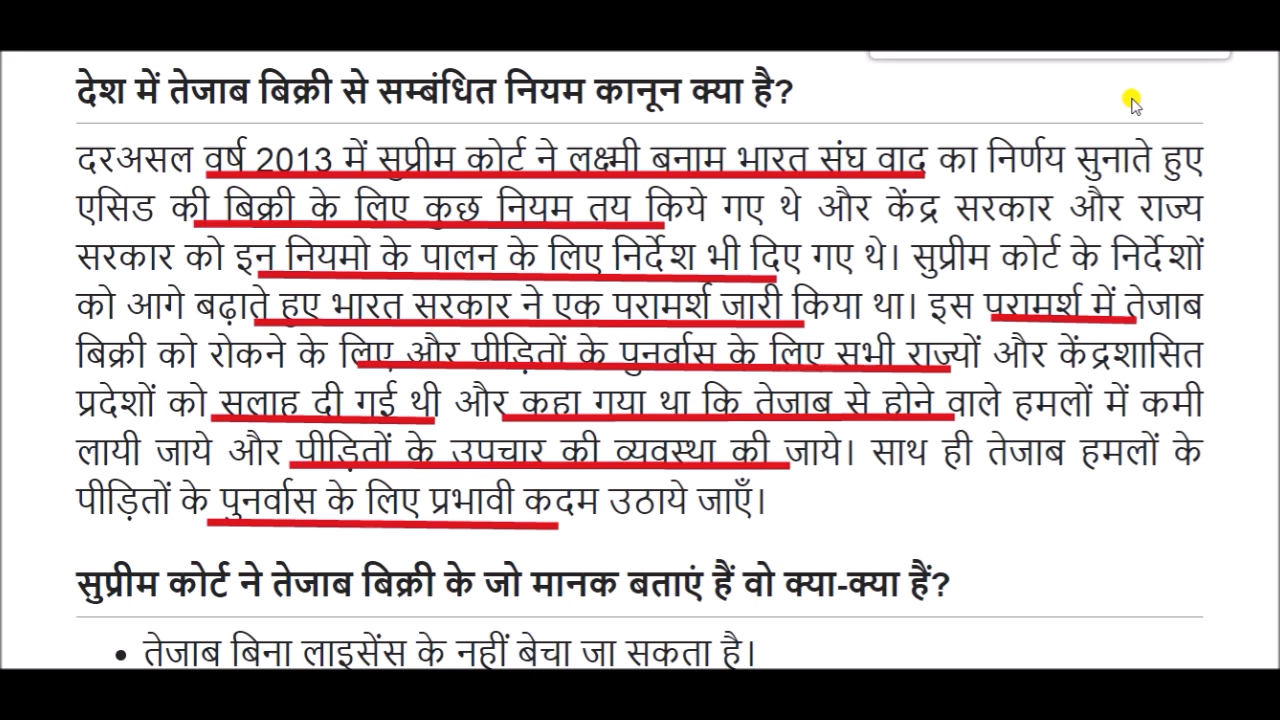 देश में तेजाब बिक्री से सम्बंधित नियम कानून क्या है?
दरअसल वर्ष 2013 में सुप्रीम कोर्ट ने लक्ष्मी बनाम भारत संघ वाद का निर्णय सुनाते हुए
एसिड की बिक्री के लिए कुछ नियम तय किये गए थे और केंद्र सरकार और राज्य
सरकार को इन नियमो के पालन के लिए निर्देश भी दिए गए थे। सुप्रीम कोर्ट के निर्देशों
को आगे बढ़ाते हुए भारत सरकार ने एक परामर्श जारी किया था। इस परामर्श में तेजाब
बिक्री को रोकने के लिए और पीड़ितों के पुनर्वास के लिए सभी राज्यों और केंद्रशासित
प्रदेशों को सलाह दी गई थी और कहा गया था कि तेजाब से होने वाले हमलों में कमी
लायी जाये और पीड़ितों के उपचार की व्यवस्था की जाये। साथ ही तेजाब हमलों के
पीड़ितों के पुनर्वास के लिए प्रभावी कदम उठाये जाएँ।
सुप्रीम कोर्ट ने तेजाब बिक्री के जो मानक बताएं हैं वो क्या-क्या हैं?
• तेजाब बिना लाइसेंस के नहीं बेचा जा सकता है।